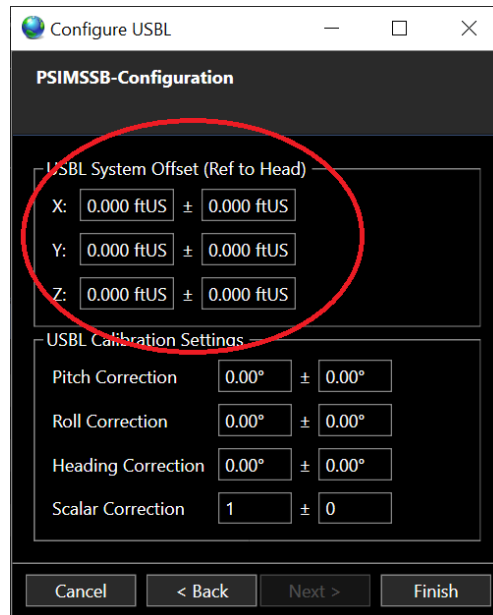 Configure USBL
PSIMSSB-Configuration
USBL System Offset (Ref to Head)
X: 0.000 ftUS ± 0.000 ftUS
Y: 0.000 ftUS ± 0.000 ftUS
Z: 0.000 ftUS ± 0.000 ftUS
USBL Calibration Settings
Pitch Correction 0.00° ± 0.00°
Roll Correction 0.00° ± 0.00°
Heading Correction 0.00° ± 0.00°
Scalar Correction 1 ± 0
Cancel < Back Next > Finish